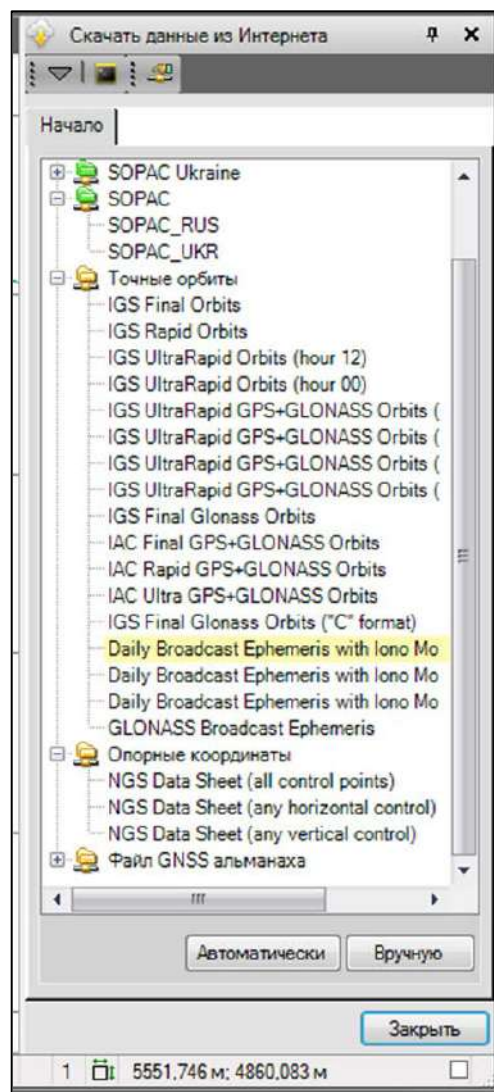 Скачать данные из Интернета
Начало
SOPAC Ukraine
SOPAC
SOPAC_RUS
SOPAC_UKR
Точные орбиты
IGS Final Orbits
IGS Rapid Orbits
IGS UltraRapid Orbits (hour 12)
IGS UltraRapid Orbits (hour 00)
IGS UltraRapid GPS+GLONASS Orbits (
IGS UltraRapid GPS+GLONASS Orbits (
IGS UltraRapid GPS+GLONASS Orbits (
IGS UltraRapid GPS+GLONASS Orbits (
IGS Final Glonass Orbits
IAC Final GPS+GLONASS Orbits
IAC Rapid GPS+GLONASS Orbits
IAC Ultra GPS+GLONASS Orbits
IGS Final Glonass Orbits ("C" format)
Daily Broadcast Ephemeris with Iono Mo
Daily Broadcast Ephemeris with Iono Mo
Daily Broadcast Ephemeris with Iono Mo
GLONASS Broadcast Ephemeris
Опорные координаты
NGS Data Sheet (all control points)
NGS Data Sheet (any horizontal control)
NGS Data Sheet (any vertical control)
Файл GNSS альманаха
Автоматически Вручную
Закрыть
1 5551,746 м; 4860,083 м